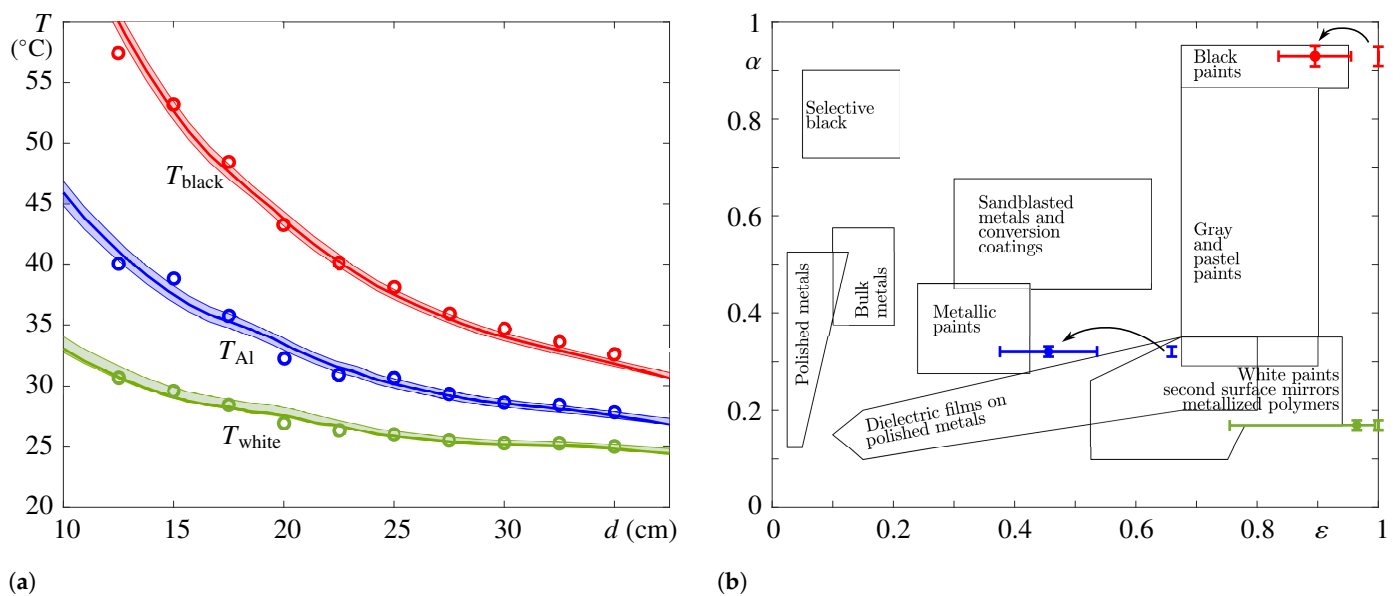 T
(°C)
55
50
45
40
35
30
25
20
10
15
20
25
30
d (cm)
T_black
T_Al
T_white
(a)
1
α
0.8
0.6
0.4
0.2
0
0
0.2
0.4
0.6
0.8
ε
1
Black
paints
Selective
black
Sandblasted
metals and
conversion
coatings
Gray
and
pastel
paints
Polished metals
Bulk
metals
Metallic
paints
Dielectric films on
polished metals
White paints
second surface mirrors
metallized polymers
(b)